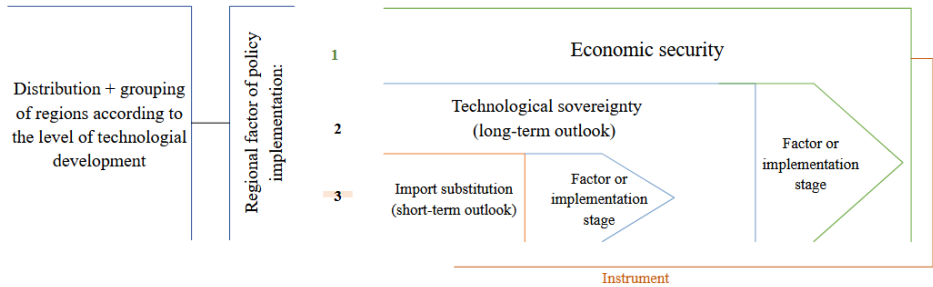 Distribution + grouping
of regions according to
the level of technologial
development
Regional factor of policy
implementation:
1
Economic security
2
Technological sovereignty
(long-term outlook)
Factor or
implementation
stage
3
Import substitution
(short-term outlook)
Factor or
implementation
stage
Instrument